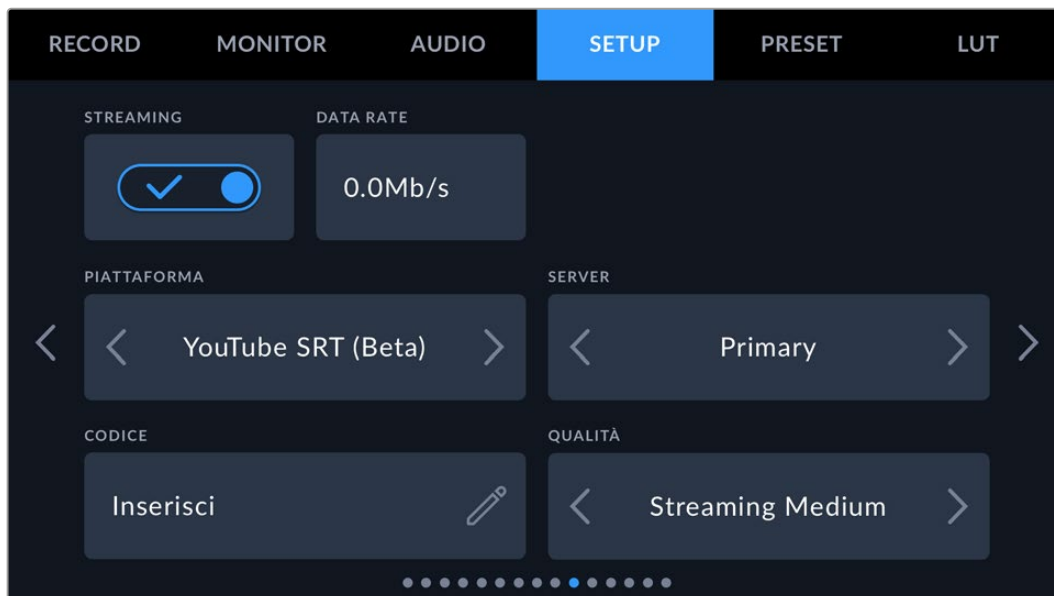 RECORD MONITOR AUDIO SETUP PRESET LUT
STREAMING DATA RATE
0.0Mb/s
PIATTAFORMA SERVER
YouTube SRT (Beta) Primary
CODICE QUALITÀ
Inserisci Streaming Medium